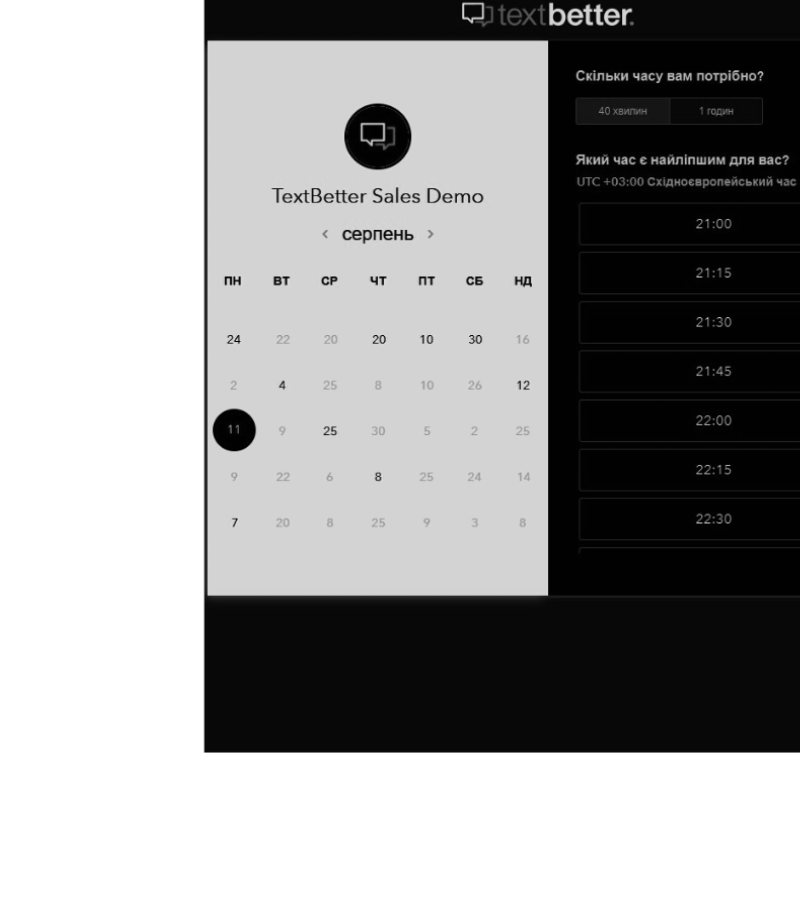 textbetter.
TextBetter Sales Demo
‹ серпень ›
ПН ВТ СР ЧТ ПТ СБ НД
24 22 20 20 10 30 16
2 4 25 8 10 26 12
11 9 25 30 5 2 25
9 22 6 8 25 24 14
7 20 8 25 9 3 8
Скільки часу вам потрібно?
40 хвилин 1 годин
Який час є найліпшим для вас?
UTC +03:00 Східноєвропейський час
21:00
21:15
21:30
21:45
22:00
22:15
22:30